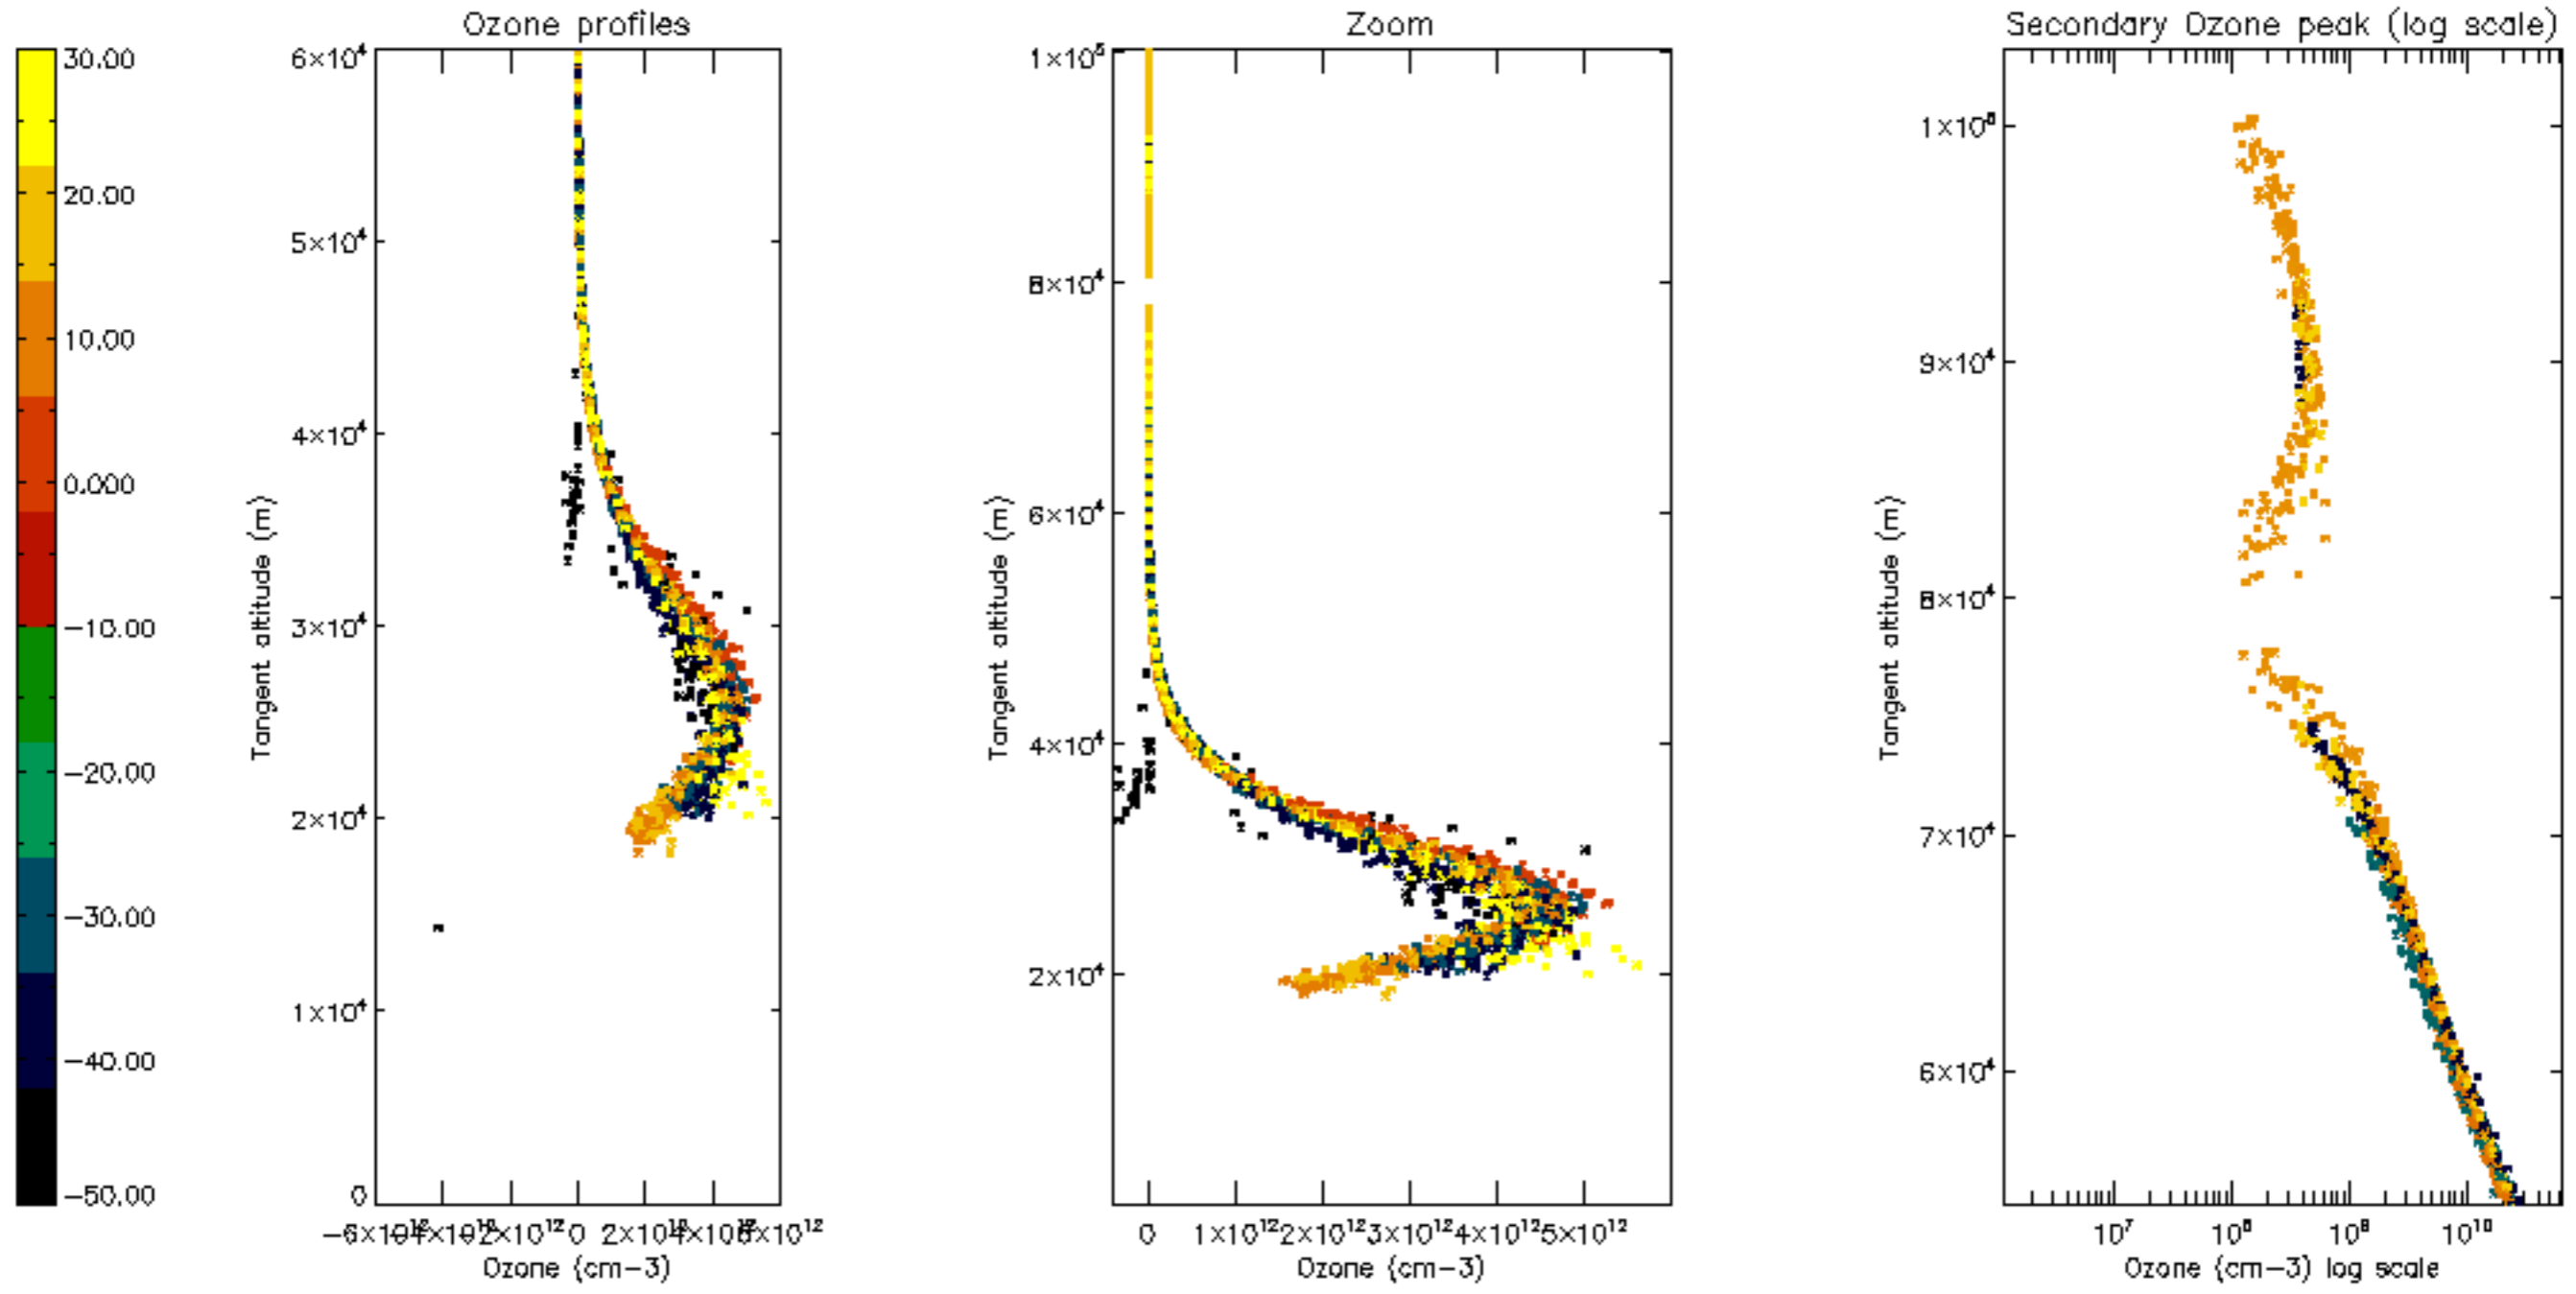 Ozone profiles
Zoom
Secondary Ozone peak (log scale)
30.00
20.00
10.00
0.000
−10.00
−20.00
−30.00
−40.00
−50.00
6×10⁴
5×10⁴
4×10⁴
3×10⁴
2×10⁴
1×10⁴
0
Tangent altitude (m)
0
Ozone (cm−3)
1×10⁵
8×10⁴
6×10⁴
4×10⁴
2×10⁴
Tangent altitude (m)
0 1×10¹² 2×10¹² 3×10¹² 4×10¹² 5×10¹²
Ozone (cm−3)
1×10⁵
9×10⁴
8×10⁴
7×10⁴
6×10⁴
Tangent altitude (m)
10⁷ 10⁸ 10⁹ 10¹⁰
Ozone (cm−3) log scale